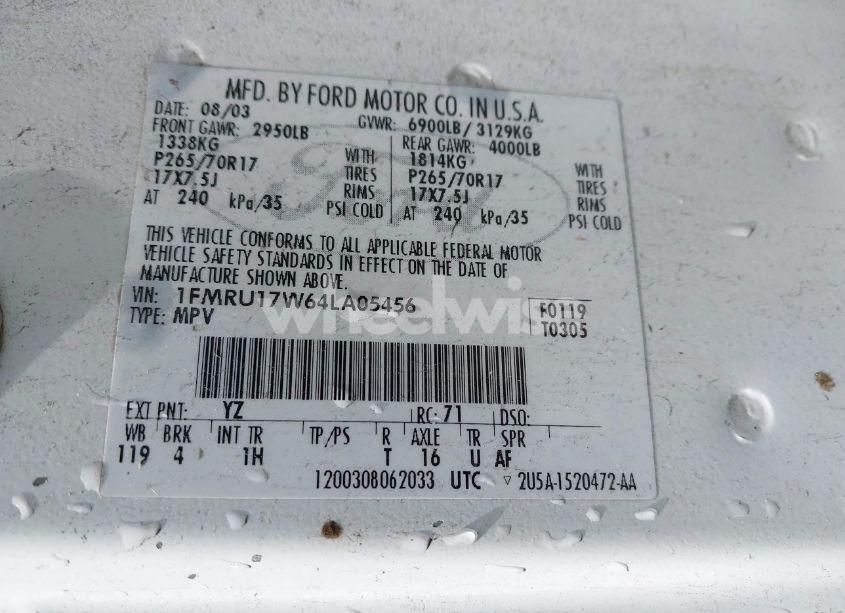 MFD. BY FORD MOTOR CO. IN U.S.A.
DATE: 08/03 GVWR: 6900LB/ 3129KG
FRONT GAWR: 2950LB REAR GAWR: 4000LB
1338KG WITH 1814KG WITH
P265/70R17 TIRES P265/70R17 TIRES
17X7.5J RIMS 17X7.5J RIMS
AT 240 kPa/35 PSI COLD AT 240 kPa/35 PSI COLD
Ford
THIS VEHICLE CONFORMS TO ALL APPLICABLE FEDERAL MOTOR
VEHICLE SAFETY STANDARDS IN EFFECT ON THE DATE OF
MANUFACTURE SHOWN ABOVE.
VIN: 1FMRU17W64LA05456 F0119
TYPE: MPV T0305
wheelwis
EXT PNT: YZ RC: 71 DSO:
WB BRK INT TR TP/PS R AXLE TR SPR
119 4 1H T 16 U AF
1200308062033 UTC ▽ 2U5A-1520472-AA